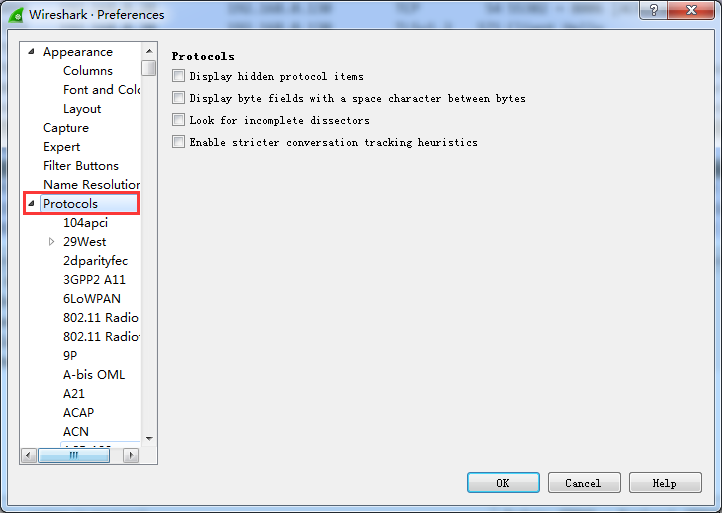 Wireshark · Preferences
Appearance
Columns
Font and Colo
Layout
Capture
Expert
Filter Buttons
Name Resolution
Protocols
104apci
29West
2dparityfec
3GPP2 A11
6LoWPAN
802.11 Radio
802.11 Radio
9P
A-bis OML
A21
ACAP
ACN
Protocols
Display hidden protocol items
Display byte fields with a space character between bytes
Look for incomplete dissectors
Enable stricter conversation tracking heuristics
OK
Cancel
Help